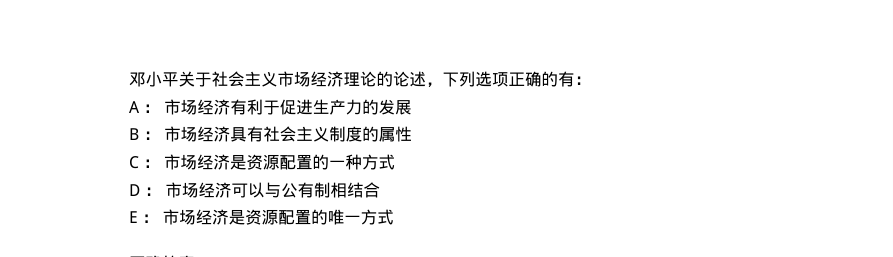 邓小平关于社会主义市场经济理论的论述，下列选项正确的有：
A： 市场经济有利于促进生产力的发展
B： 市场经济具有社会主义制度的属性
C： 市场经济是资源配置的一种方式
D： 市场经济可以与公有制相结合
E： 市场经济是资源配置的唯一方式